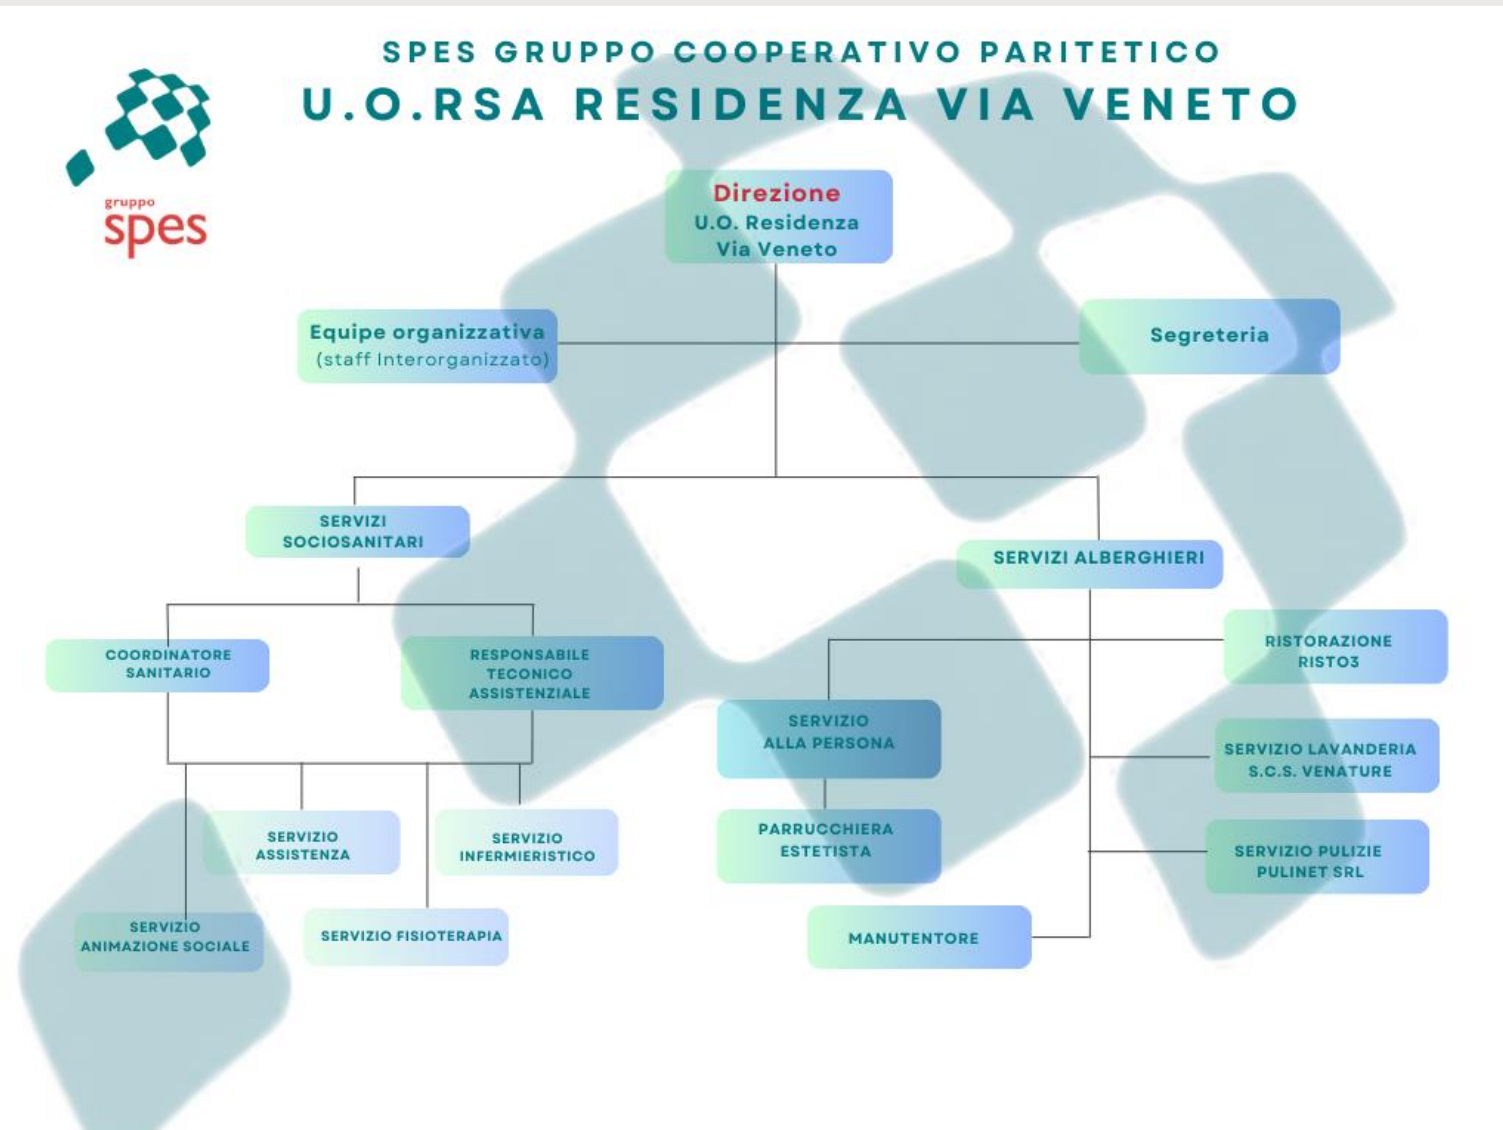 SPES GRUPPO COOPERATIVO PARITETICO
U.O.RSA RESIDENZA VIA VENETO
gruppo
spes
Direzione
U.O. Residenza
Via Veneto
Equipe organizzativa
(staff Interorganizzato)
Segreteria
SERVIZI
SOCIOSANITARI
SERVIZI ALBERGHIERI
COORDINATORE
SANITARIO
RESPONSABILE
TECONICO
ASSISTENZIALE
RISTORAZIONE
RISTO3
SERVIZIO
ALLA PERSONA
SERVIZIO LAVANDERIA
S.C.S. VENATURE
SERVIZIO
ASSISTENZA
SERVIZIO
INFERMIERISTICO
PARRUCCHIERA
ESTETISTA
SERVIZIO PULIZIE
PULINET SRL
SERVIZIO
ANIMAZIONE SOCIALE
SERVIZIO FISIOTERAPIA
MANUTENTORE